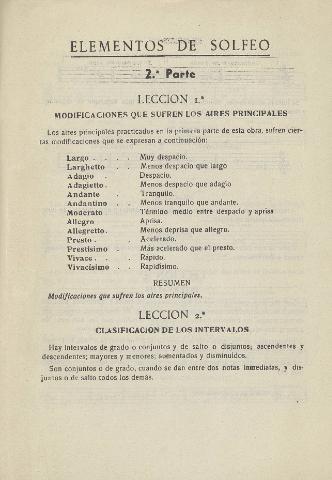 ELEMENTOS DE SOLFEO
2.ª Parte
LECCION 1.ª
MODIFICACIONES QUE SUFREN LOS AIRES PRINCIPALES
Los aires principales practicados en la primera parte de esta obra, sufren cier-
tas modificaciones que se expresan a continuación:
Largo . . . . Muy despacio.
Larghetto . . Menos despacio que largo
Adagio . . Despacio.
Adagietto . . Menos despacio que adagio
Andante . Tranquilo.
Andantino . . Menos tranquilo que andante.
Moderato . Término medio entre despacio y aprisa
Allegro . Aprisa.
Allegretto . . Menos deprisa que allegro.
Presto . . Acelerado.
Prestisimo . . Más acelerado que el presto.
Vivace . . . Rápido.
Vivacisimo . . Rapidísimo.
RESUMEN
Modificaciones que sufren los aires principales.
LECCION 2.ª
CLASIFICACION DE LOS INTERVALOS
Hay intervalos de grado o conjuntos y de salto o disjuntos; ascendentes y
descendentes; mayores y menores; aumentados y disminuidos.
Son conjuntos o de grado, cuando se dan entre dos notas inmediatas, y dis-
juntos o de salto todos los demás.